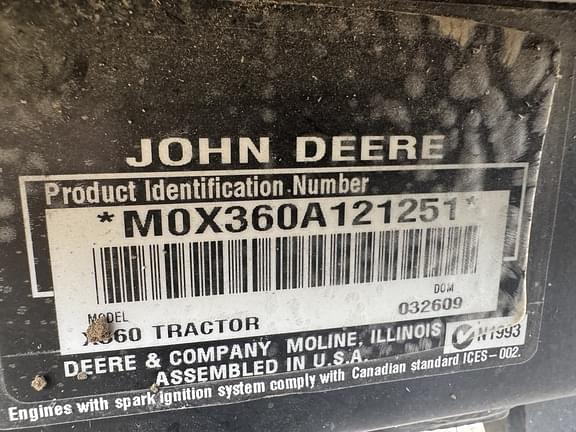 JOHN DEERE
Product Identification Number
*M0X360A121251*
MODEL DOM
X360 TRACTOR 032609
DEERE & COMPANY MOLINE, ILLINOIS
ASSEMBLED IN U.S.A.
N1993
Engines with spark ignition system comply with Canadian standard ICES-002.